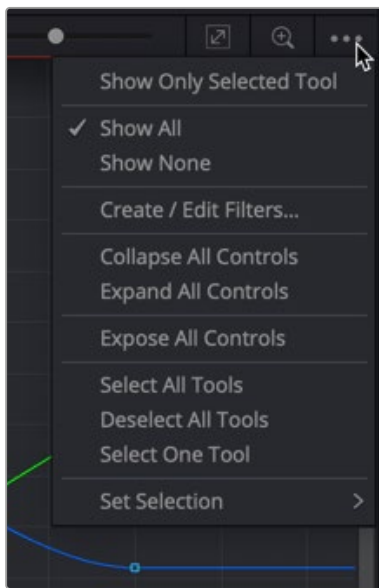 Show Only Selected Tool
Show All
Show None
Create / Edit Filters...
Collapse All Controls
Expand All Controls
Expose All Controls
Select All Tools
Deselect All Tools
Select One Tool
Set Selection